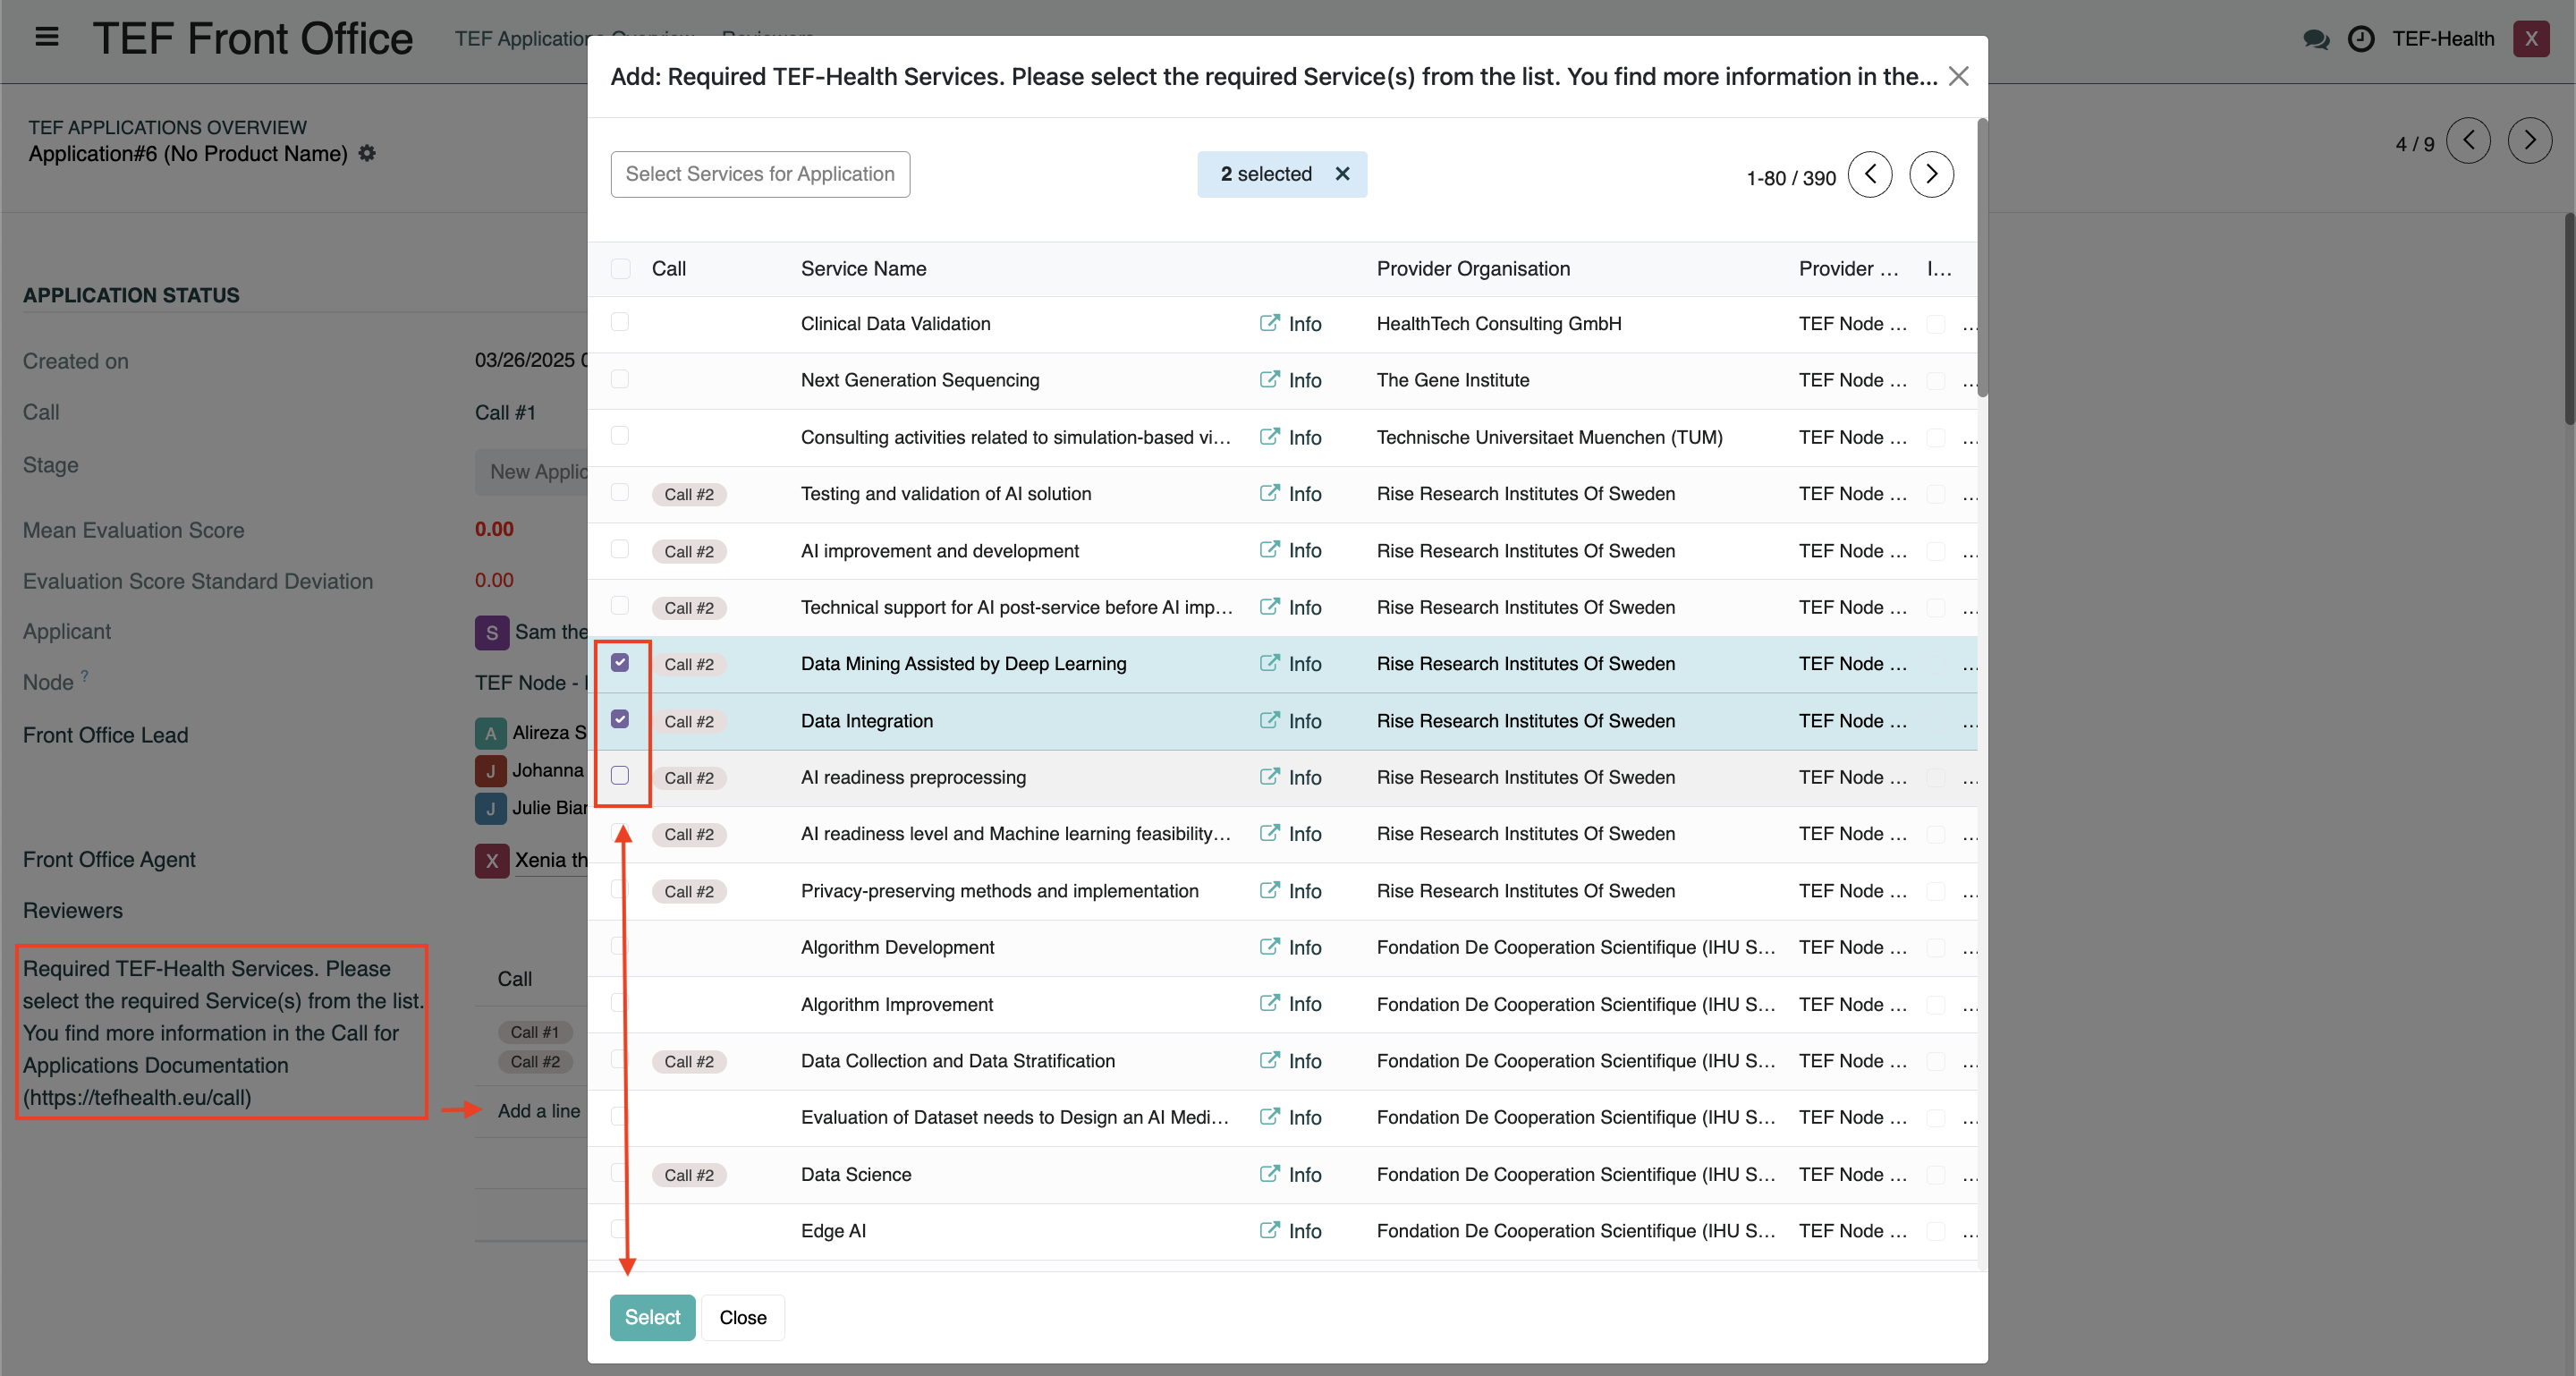 TEF Front Office
TEF Applications Overview Reviewers
TEF-Health X
TEF APPLICATIONS OVERVIEW
Application#6 (No Product Name)
4 / 9
APPLICATION STATUS
Created on 03/26/2025
Call Call #1
Stage New Applic
Mean Evaluation Score 0.00
Evaluation Score Standard Deviation 0.00
Applicant S Sam the
Node ? TEF Node -
Front Office Lead A Alireza S
J Johanna
J Julie Bia
Front Office Agent X Xenia th
Reviewers
Required TEF-Health Services. Please
select the required Service(s) from the list.
You find more information in the Call for
Applications Documentation
(https://tefhealth.eu/call)
Call
Call #1
Call #2
Add a line
Add: Required TEF-Health Services. Please select the required Service(s) from the list. You find more information in the...
Select Services for Application
2 selected
1-80 / 390
Call Service Name Provider Organisation Provider ... I...
Clinical Data Validation Info HealthTech Consulting GmbH TEF Node ... ...
Next Generation Sequencing Info The Gene Institute TEF Node ... ...
Consulting activities related to simulation-based vi... Info Technische Universitaet Muenchen (TUM) TEF Node ... ...
Call #2 Testing and validation of AI solution Info Rise Research Institutes Of Sweden TEF Node ... ...
Call #2 AI improvement and development Info Rise Research Institutes Of Sweden TEF Node ... ...
Call #2 Technical support for AI post-service before AI imp... Info Rise Research Institutes Of Sweden TEF Node ... ...
Call #2 Data Mining Assisted by Deep Learning Info Rise Research Institutes Of Sweden TEF Node ... ...
Call #2 Data Integration Info Rise Research Institutes Of Sweden TEF Node ... ...
Call #2 AI readiness preprocessing Info Rise Research Institutes Of Sweden TEF Node ... ...
Call #2 AI readiness level and Machine learning feasibility... Info Rise Research Institutes Of Sweden TEF Node ... ...
Call #2 Privacy-preserving methods and implementation Info Rise Research Institutes Of Sweden TEF Node ... ...
Algorithm Development Info Fondation De Cooperation Scientifique (IHU S... TEF Node ... ...
Algorithm Improvement Info Fondation De Cooperation Scientifique (IHU S... TEF Node ... ...
Call #2 Data Collection and Data Stratification Info Fondation De Cooperation Scientifique (IHU S... TEF Node ... ...
Evaluation of Dataset needs to Design an AI Medi... Info Fondation De Cooperation Scientifique (IHU S... TEF Node ... ...
Call #2 Data Science Info Fondation De Cooperation Scientifique (IHU S... TEF Node ... ...
Edge AI Info Fondation De Cooperation Scientifique (IHU S... TEF Node ... ...
Select Close